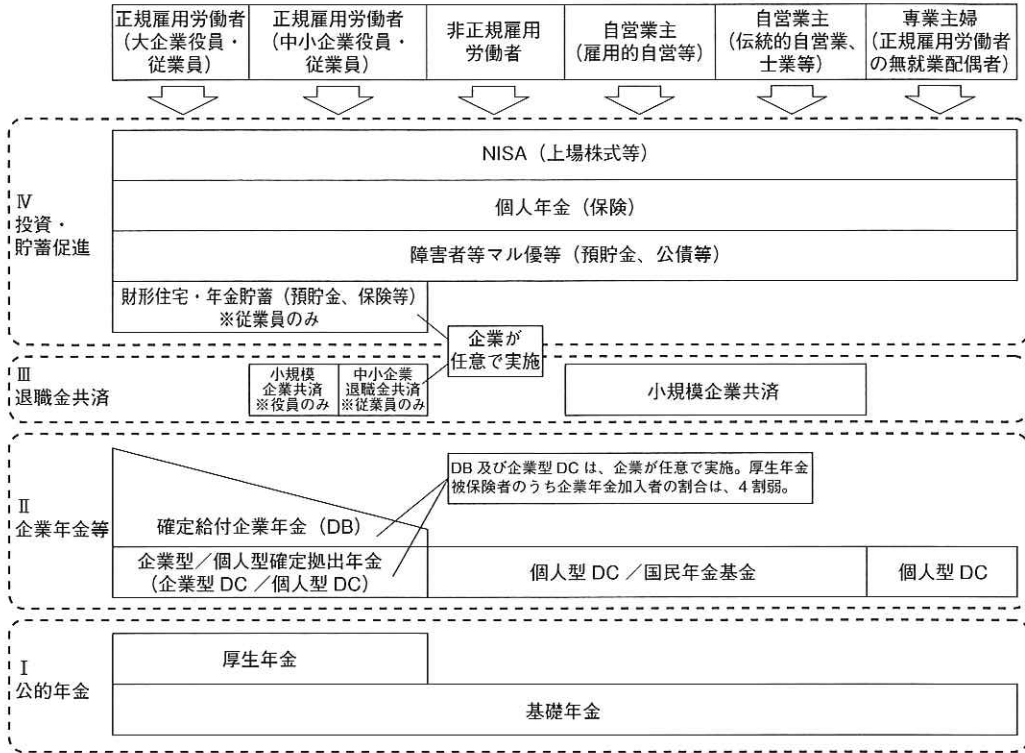 正規雇用労働者
(大企業役員・
従業員)
正規雇用労働者
(中小企業役員・
従業員)
非正規雇用
労働者
自営業主
(雇用的自営等)
自営業主
(伝統的自営業、
士業等)
専業主婦
(正規雇用労働者
の無就業配偶者)
Ⅳ
投資・
貯蓄促進
NISA(上場株式等)
個人年金(保険)
障害者等マル優等(預貯金、公債等)
財形住宅・年金貯蓄(預貯金、保険等)
※従業員のみ
企業が
任意で実施
Ⅲ
退職金共済
小規模
企業共済
※役員のみ
中小企業
退職金共済
※従業員のみ
小規模企業共済
Ⅱ
企業年金等
DB 及び企業型 DC は、企業が任意で実施。厚生年金
被保険者のうち企業年金加入者の割合は、4 割弱。
確定給付企業年金(DB)
企業型/個人型確定拠出年金
(企業型 DC/個人型 DC)
個人型 DC/国民年金基金
個人型 DC
Ⅰ
公的年金
厚生年金
基礎年金